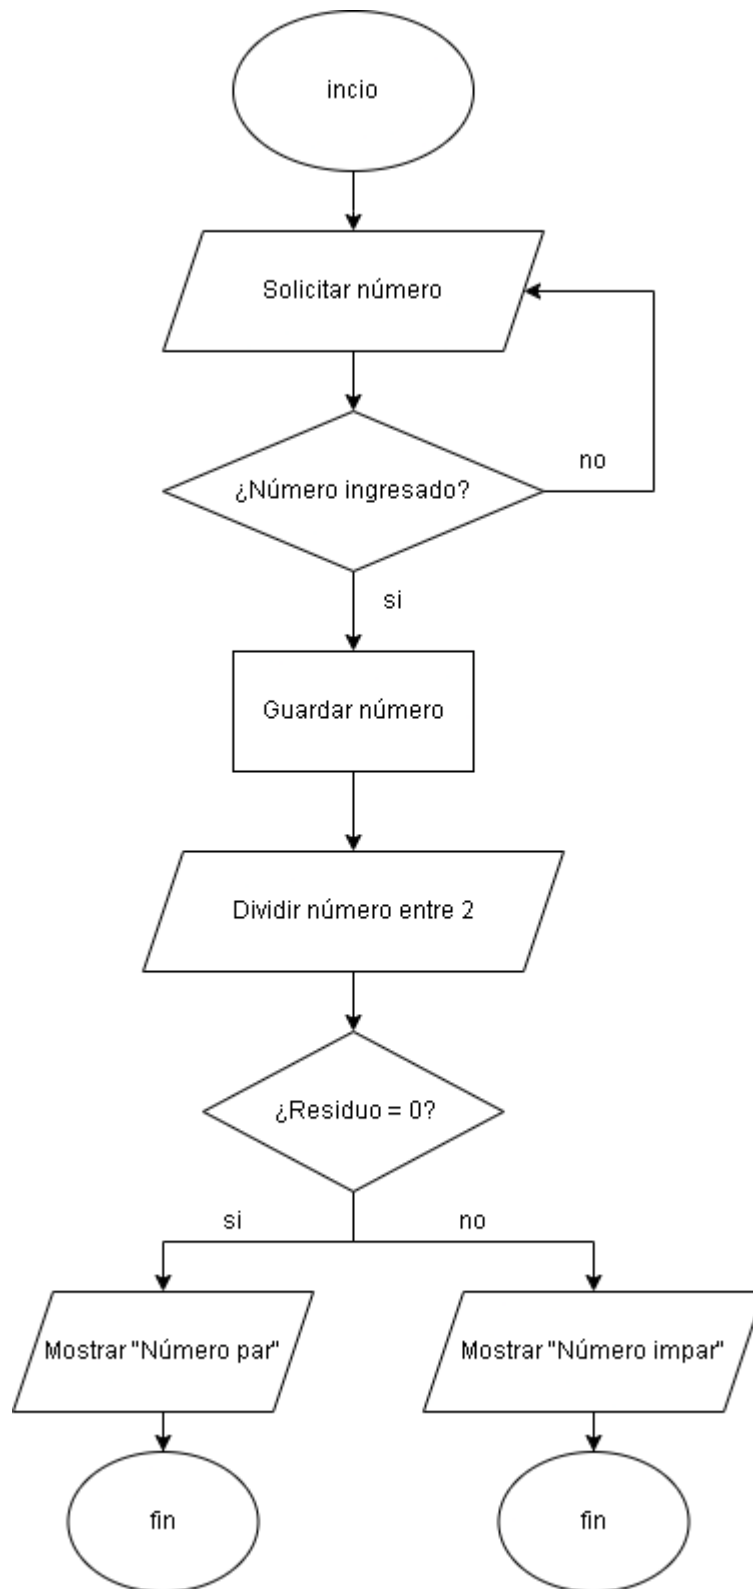 incio
Solicitar número
¿Número ingresado?
no
si
Guardar número
Dividir número entre 2
¿Residuo = 0?
si
no
Mostrar "Número par"
Mostrar "Número impar"
fin
fin